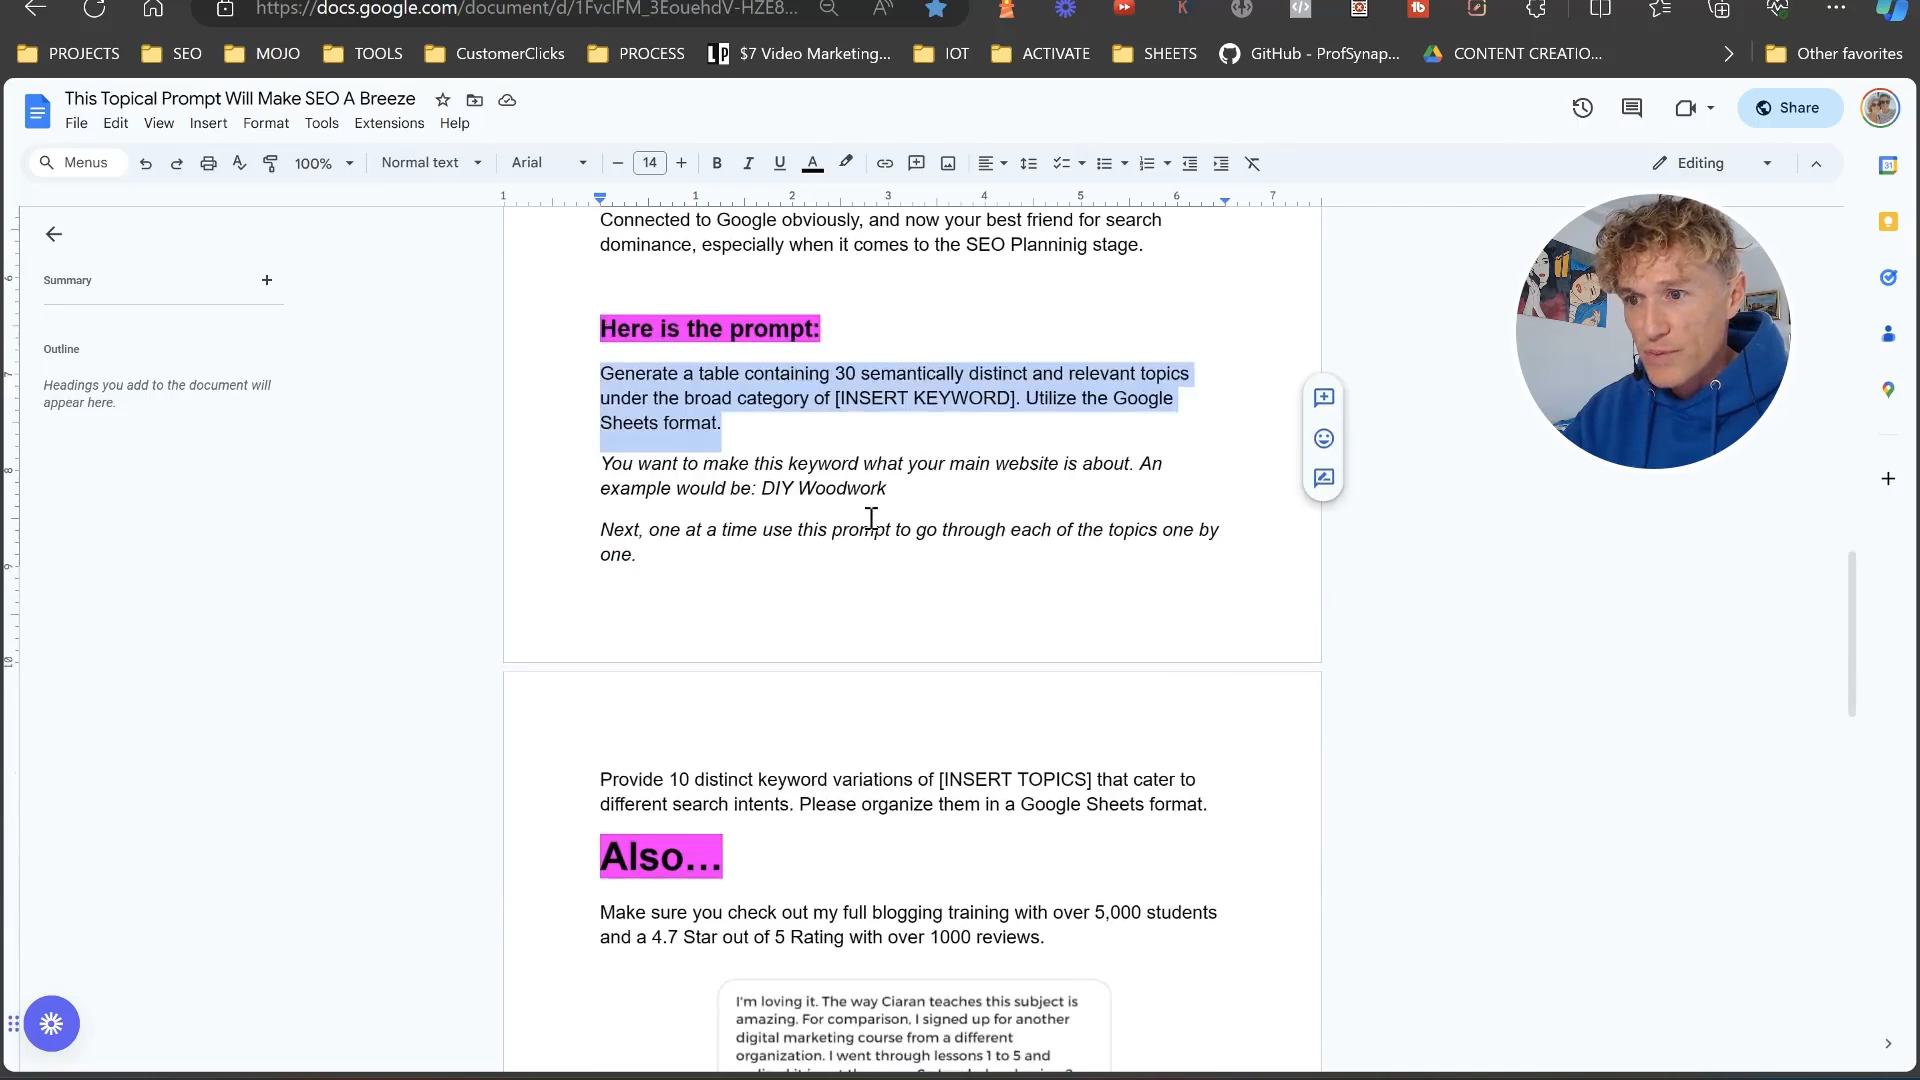 https://docs.google.com/document/d/1FvclFM_3EouehdV-HZE8...
PROJECTS
SEO
MOJO
TOOLS
CustomerClicks
PROCESS
$7 Video Marketing...
IOT
ACTIVATE
SHEETS
GitHub - ProfSynap...
CONTENT CREATIO...
Other favorites
This Topical Prompt Will Make SEO A Breeze
File Edit View Insert Format Tools Extensions Help
Share
Menus
100%
Normal text
Arial
14
Editing
1 1 2 3 4 5 6 7
Summary
Outline
Headings you add to the document will
appear here.
Connected to Google obviously, and now your best friend for search
dominance, especially when it comes to the SEO Planninig stage.
Here is the prompt:
Generate a table containing 30 semantically distinct and relevant topics
under the broad category of [INSERT KEYWORD]. Utilize the Google
Sheets format.
You want to make this keyword what your main website is about. An
example would be: DIY Woodwork
Next, one at a time use this prompt to go through each of the topics one by
one.
Provide 10 distinct keyword variations of [INSERT TOPICS] that cater to
different search intents. Please organize them in a Google Sheets format.
Also...
Make sure you check out my full blogging training with over 5,000 students
and a 4.7 Star out of 5 Rating with over 1000 reviews.
I'm loving it. The way Ciaran teaches this subject is
amazing. For comparison, I signed up for another
digital marketing course from a different
organization. I went through lessons 1 to 5 and